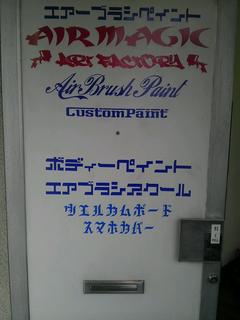 エアーブラシペイント
AIRMAGIC
ART FACTORY
Air Brush Paint
CustomPaint
ボディーペイント
エアブラシスクール
ウエルカムボード
スマホカバー